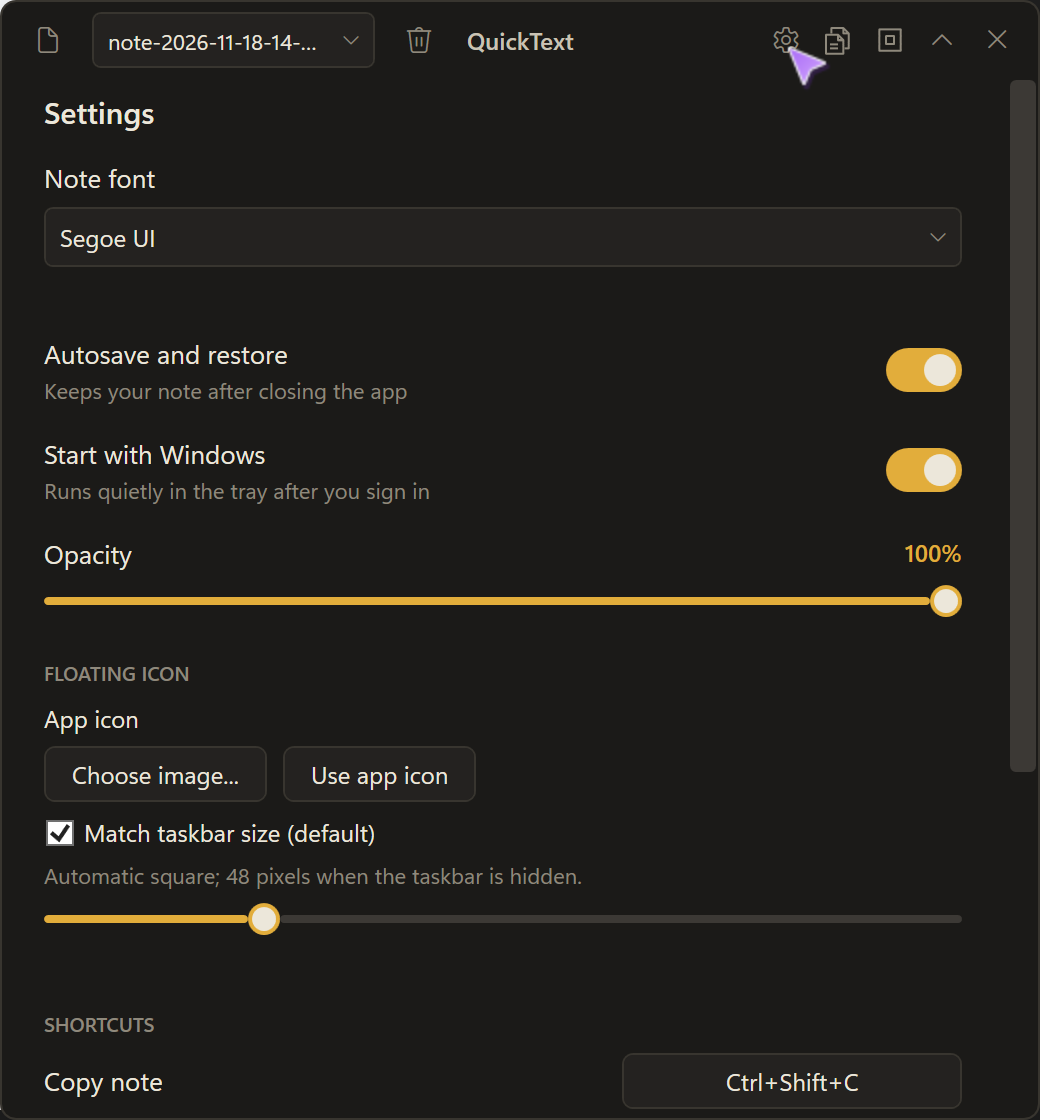 note-2026-11-18-14-...
QuickText
Settings
Note font
Segoe UI
Autosave and restore
Keeps your note after closing the app
Start with Windows
Runs quietly in the tray after you sign in
Opacity
100%
FLOATING ICON
App icon
Choose image...
Use app icon
Match taskbar size (default)
Automatic square; 48 pixels when the taskbar is hidden.
SHORTCUTS
Copy note
Ctrl+Shift+C